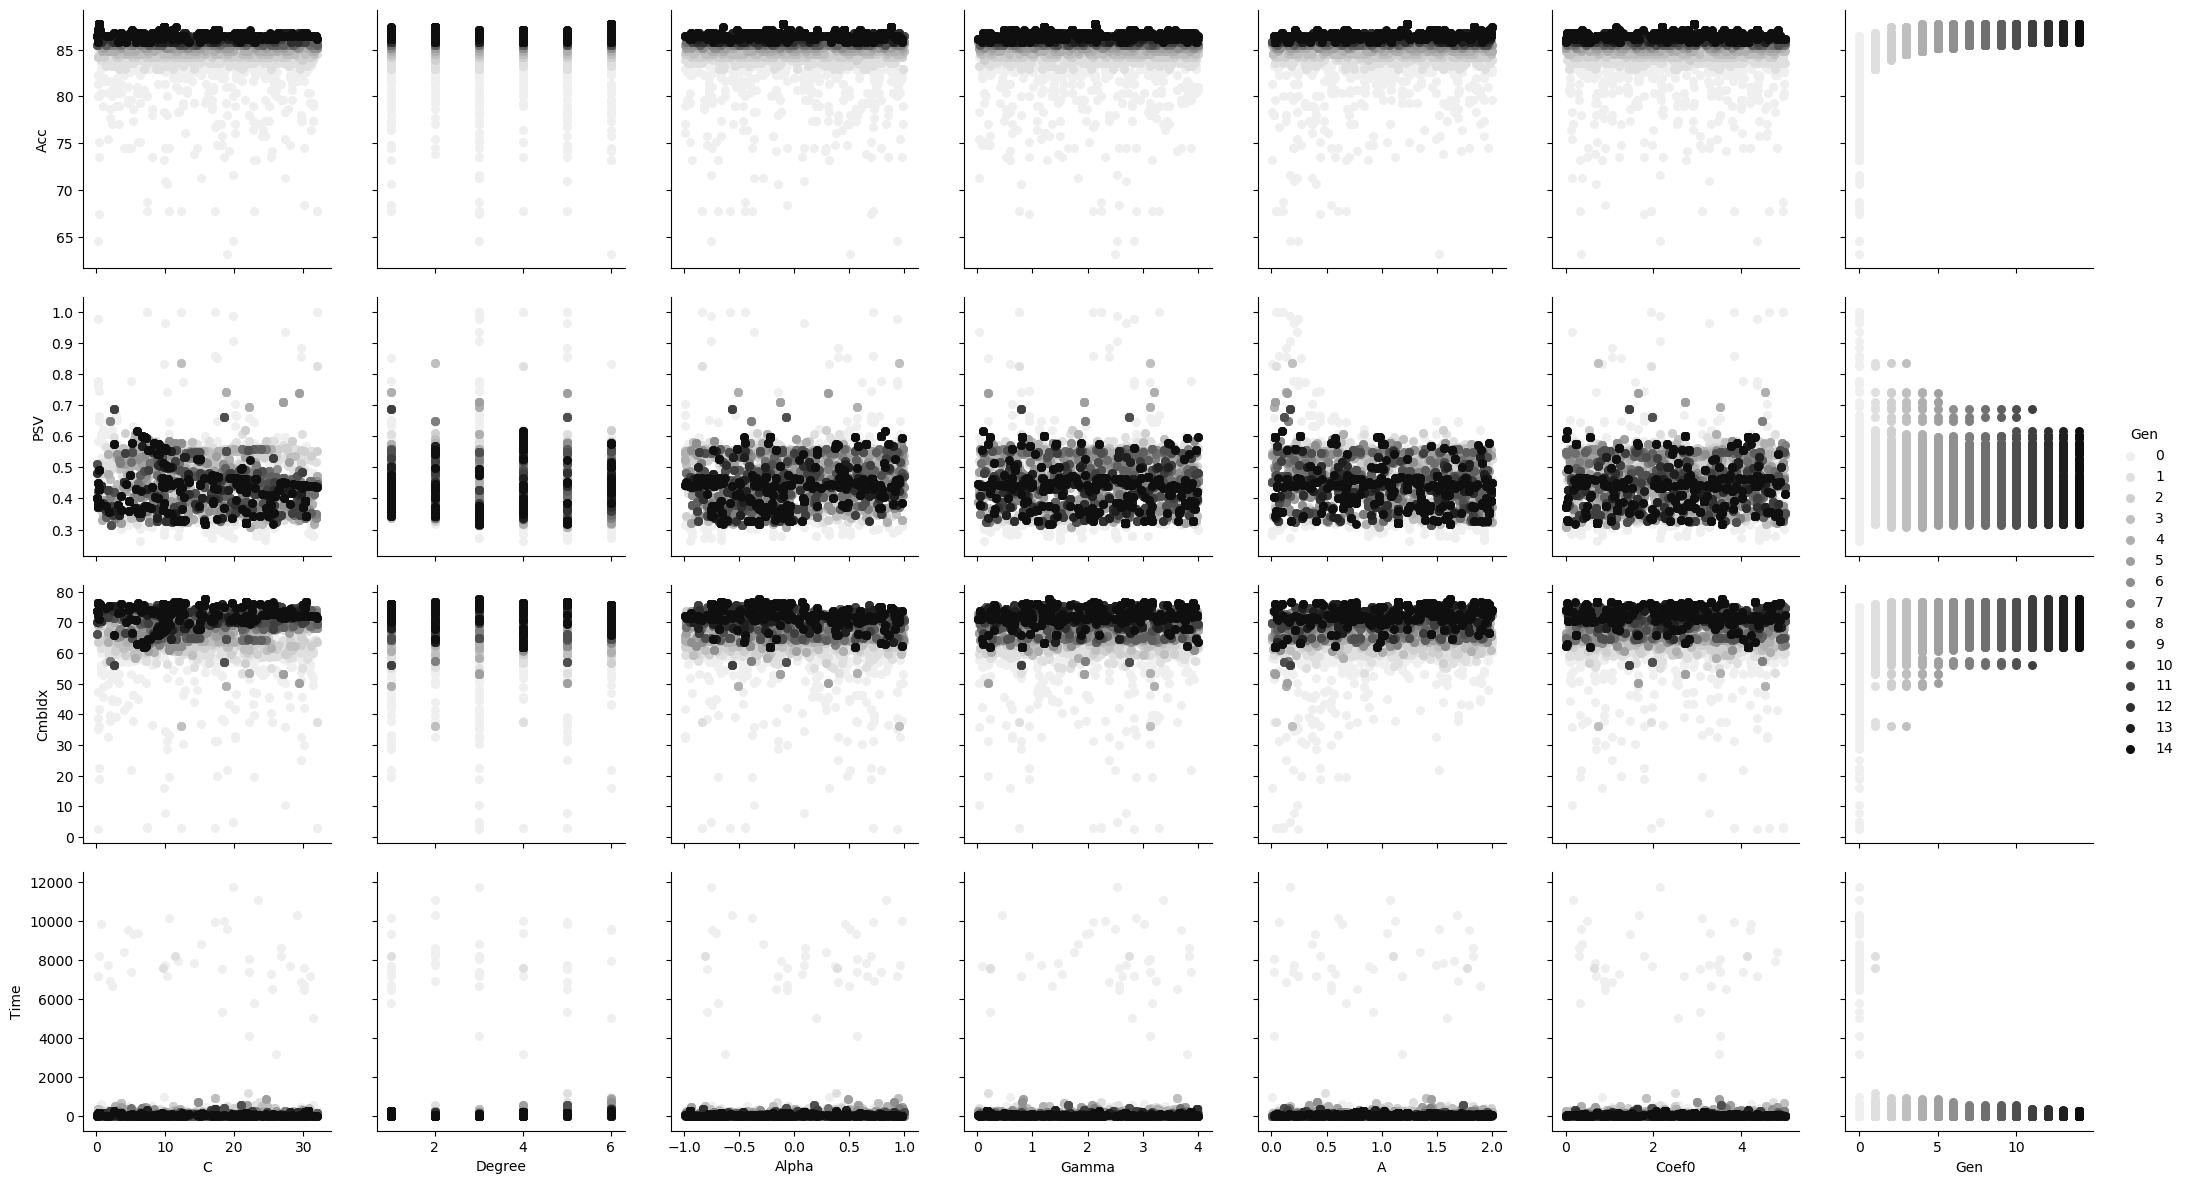 85
80
75
70
65
Acc
1.0
0.9
0.8
0.7
0.6
0.5
0.4
0.3
PSV
Gen
0
1
2
3
4
5
6
7
8
9
10
11
12
13
14
80
70
60
50
40
30
20
10
0
CmbIdx
12000
10000
8000
6000
4000
2000
0
Time
0 10 20 30
C
2 4 6
Degree
−1.0 −0.5 0.0 0.5 1.0
Alpha
0 1 2 3 4
Gamma
0.0 0.5 1.0 1.5 2.0
A
0 2 4
Coef0
0 5 10
Gen